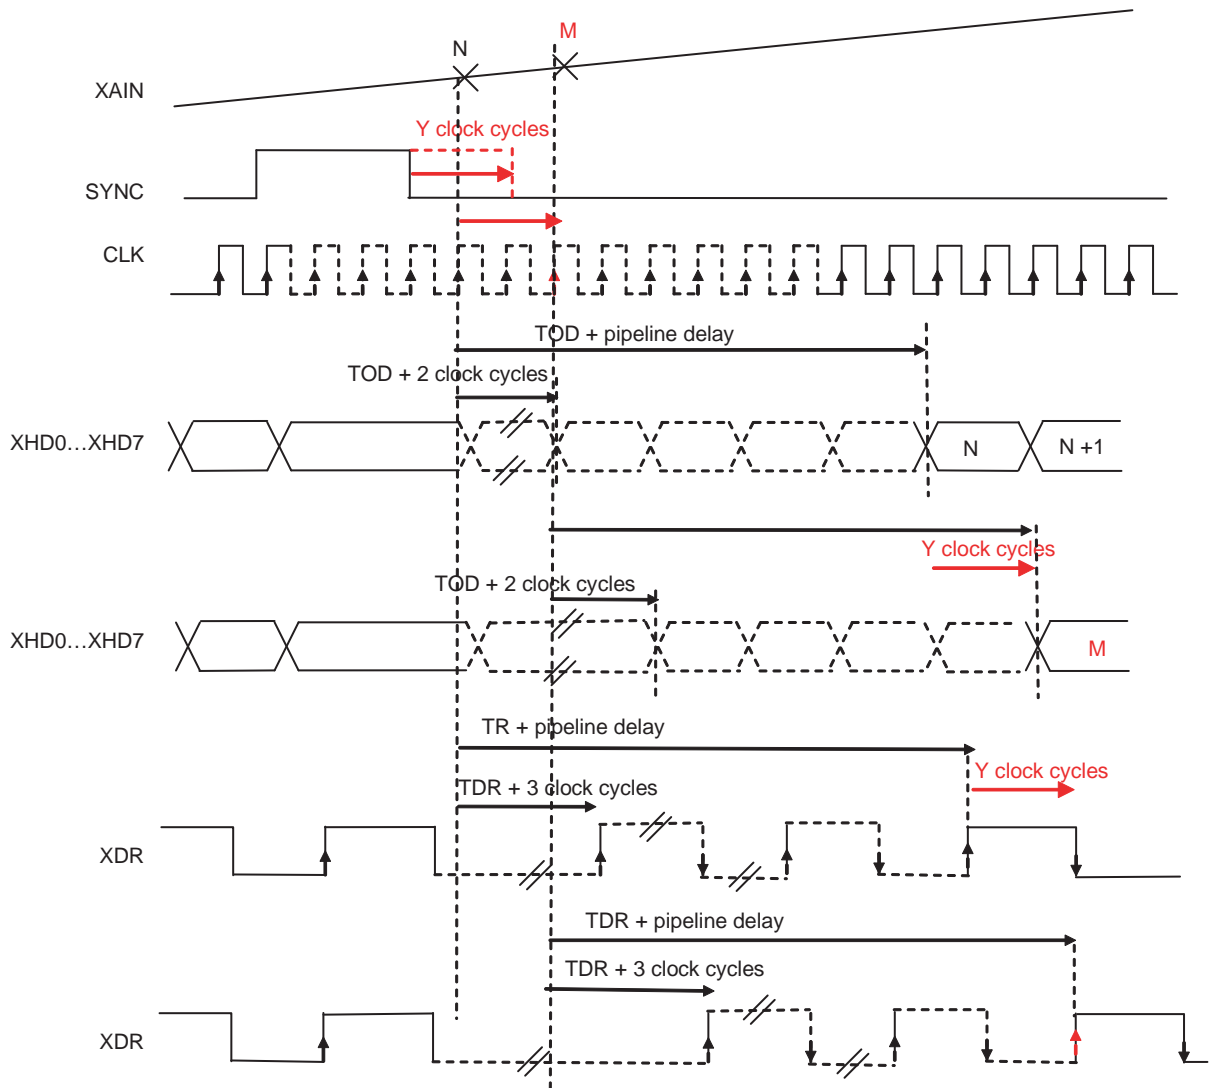 M
N
XAIN
Y clock cycles
SYNC
CLK
TOD + pipeline delay
TOD + 2 clock cycles
XHD0…XHD7
N
N +1
Y clock cycles
TOD + 2 clock cycles
XHD0…XHD7
M
TR + pipeline delay
Y clock cycles
TDR + 3 clock cycles
XDR
TDR + pipeline delay
TDR + 3 clock cycles
XDR